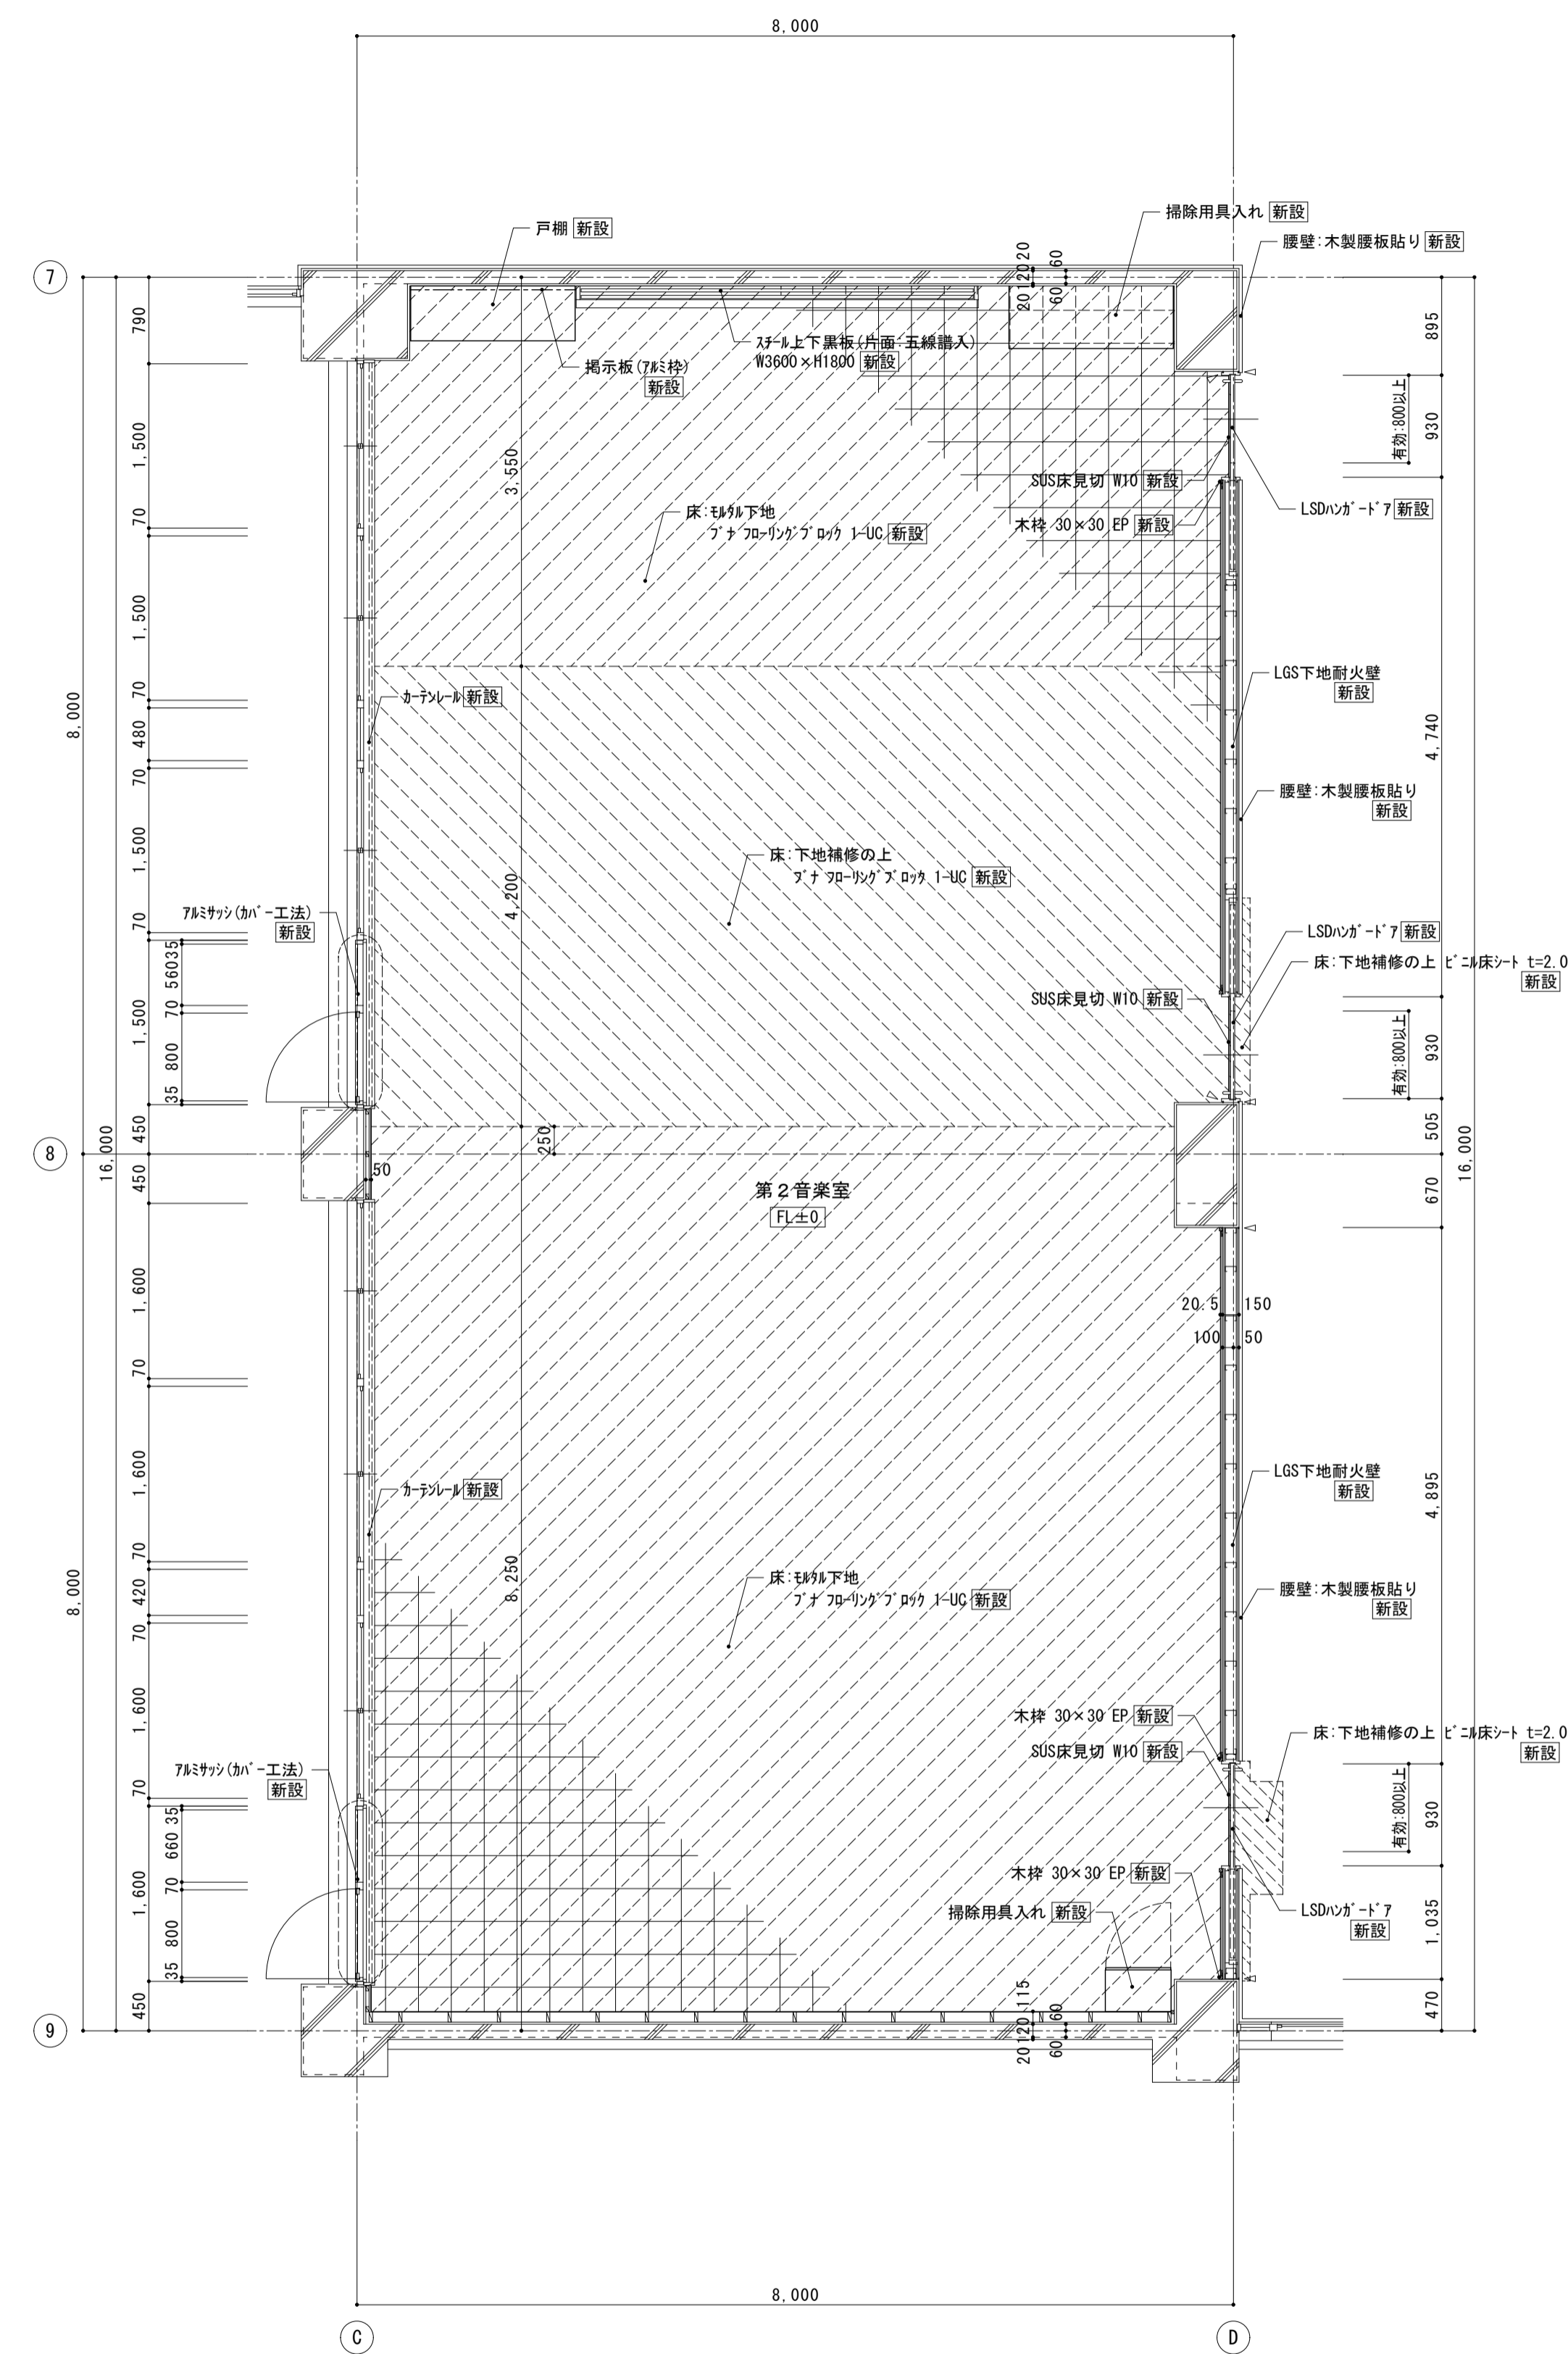 8,000
戸棚 新設
掃除用具入れ 新設
腰壁:木製腰板貼り 新設
7
20
120
20
60
60
790
895
スチール上下黒板(片面:五線譜入)
W3600×H1800 新設
掲示板(アルミ枠)
新設
有効:800以上
930
1,500
3,550
SUS床見切 W10 新設
LSDハンガードア 新設
木枠 30×30 EP 新設
床:モルタル下地
ブナ フローリングブロック 1-UC 新設
70
1,500
LGS下地耐火壁
新設
カーテンレール 新設
70
8,000
480
4,740
70
腰壁:木製腰板貼り
新設
1,500
床:下地補修の上
ブナ フローリングブロック 1-UC 新設
4,200
アルミサッシ(カバー工法)
新設
70
35
560
70
800
35
1,500
LSDハンガードア 新設
床:下地補修の上 ビニル床シート t=2.0
新設
SUS床見切 W10 新設
有効:800以上
930
450
505
250
8
16,000
16,000
450
50
670
第2音楽室
FL±0
1,600
20.5
150
100
50
70
1,600
LGS下地耐火壁
新設
カーテンレール 新設
4,895
70
8,000
420
8,250
70
床:モルタル下地
ブナ フローリングブロック 1-UC 新設
腰壁:木製腰板貼り
新設
1,600
木枠 30×30 EP 新設
SUS床見切 W10 新設
床:下地補修の上 ビニル床シート t=2.0
新設
アルミサッシ(カバー工法)
新設
70
35
660
70
800
35
1,600
有効:800以上
930
木枠 30×30 EP 新設
掃除用具入れ 新設
LSDハンガードア
新設
1,035
450
115
120
20
60
60
470
9
8,000
C
D